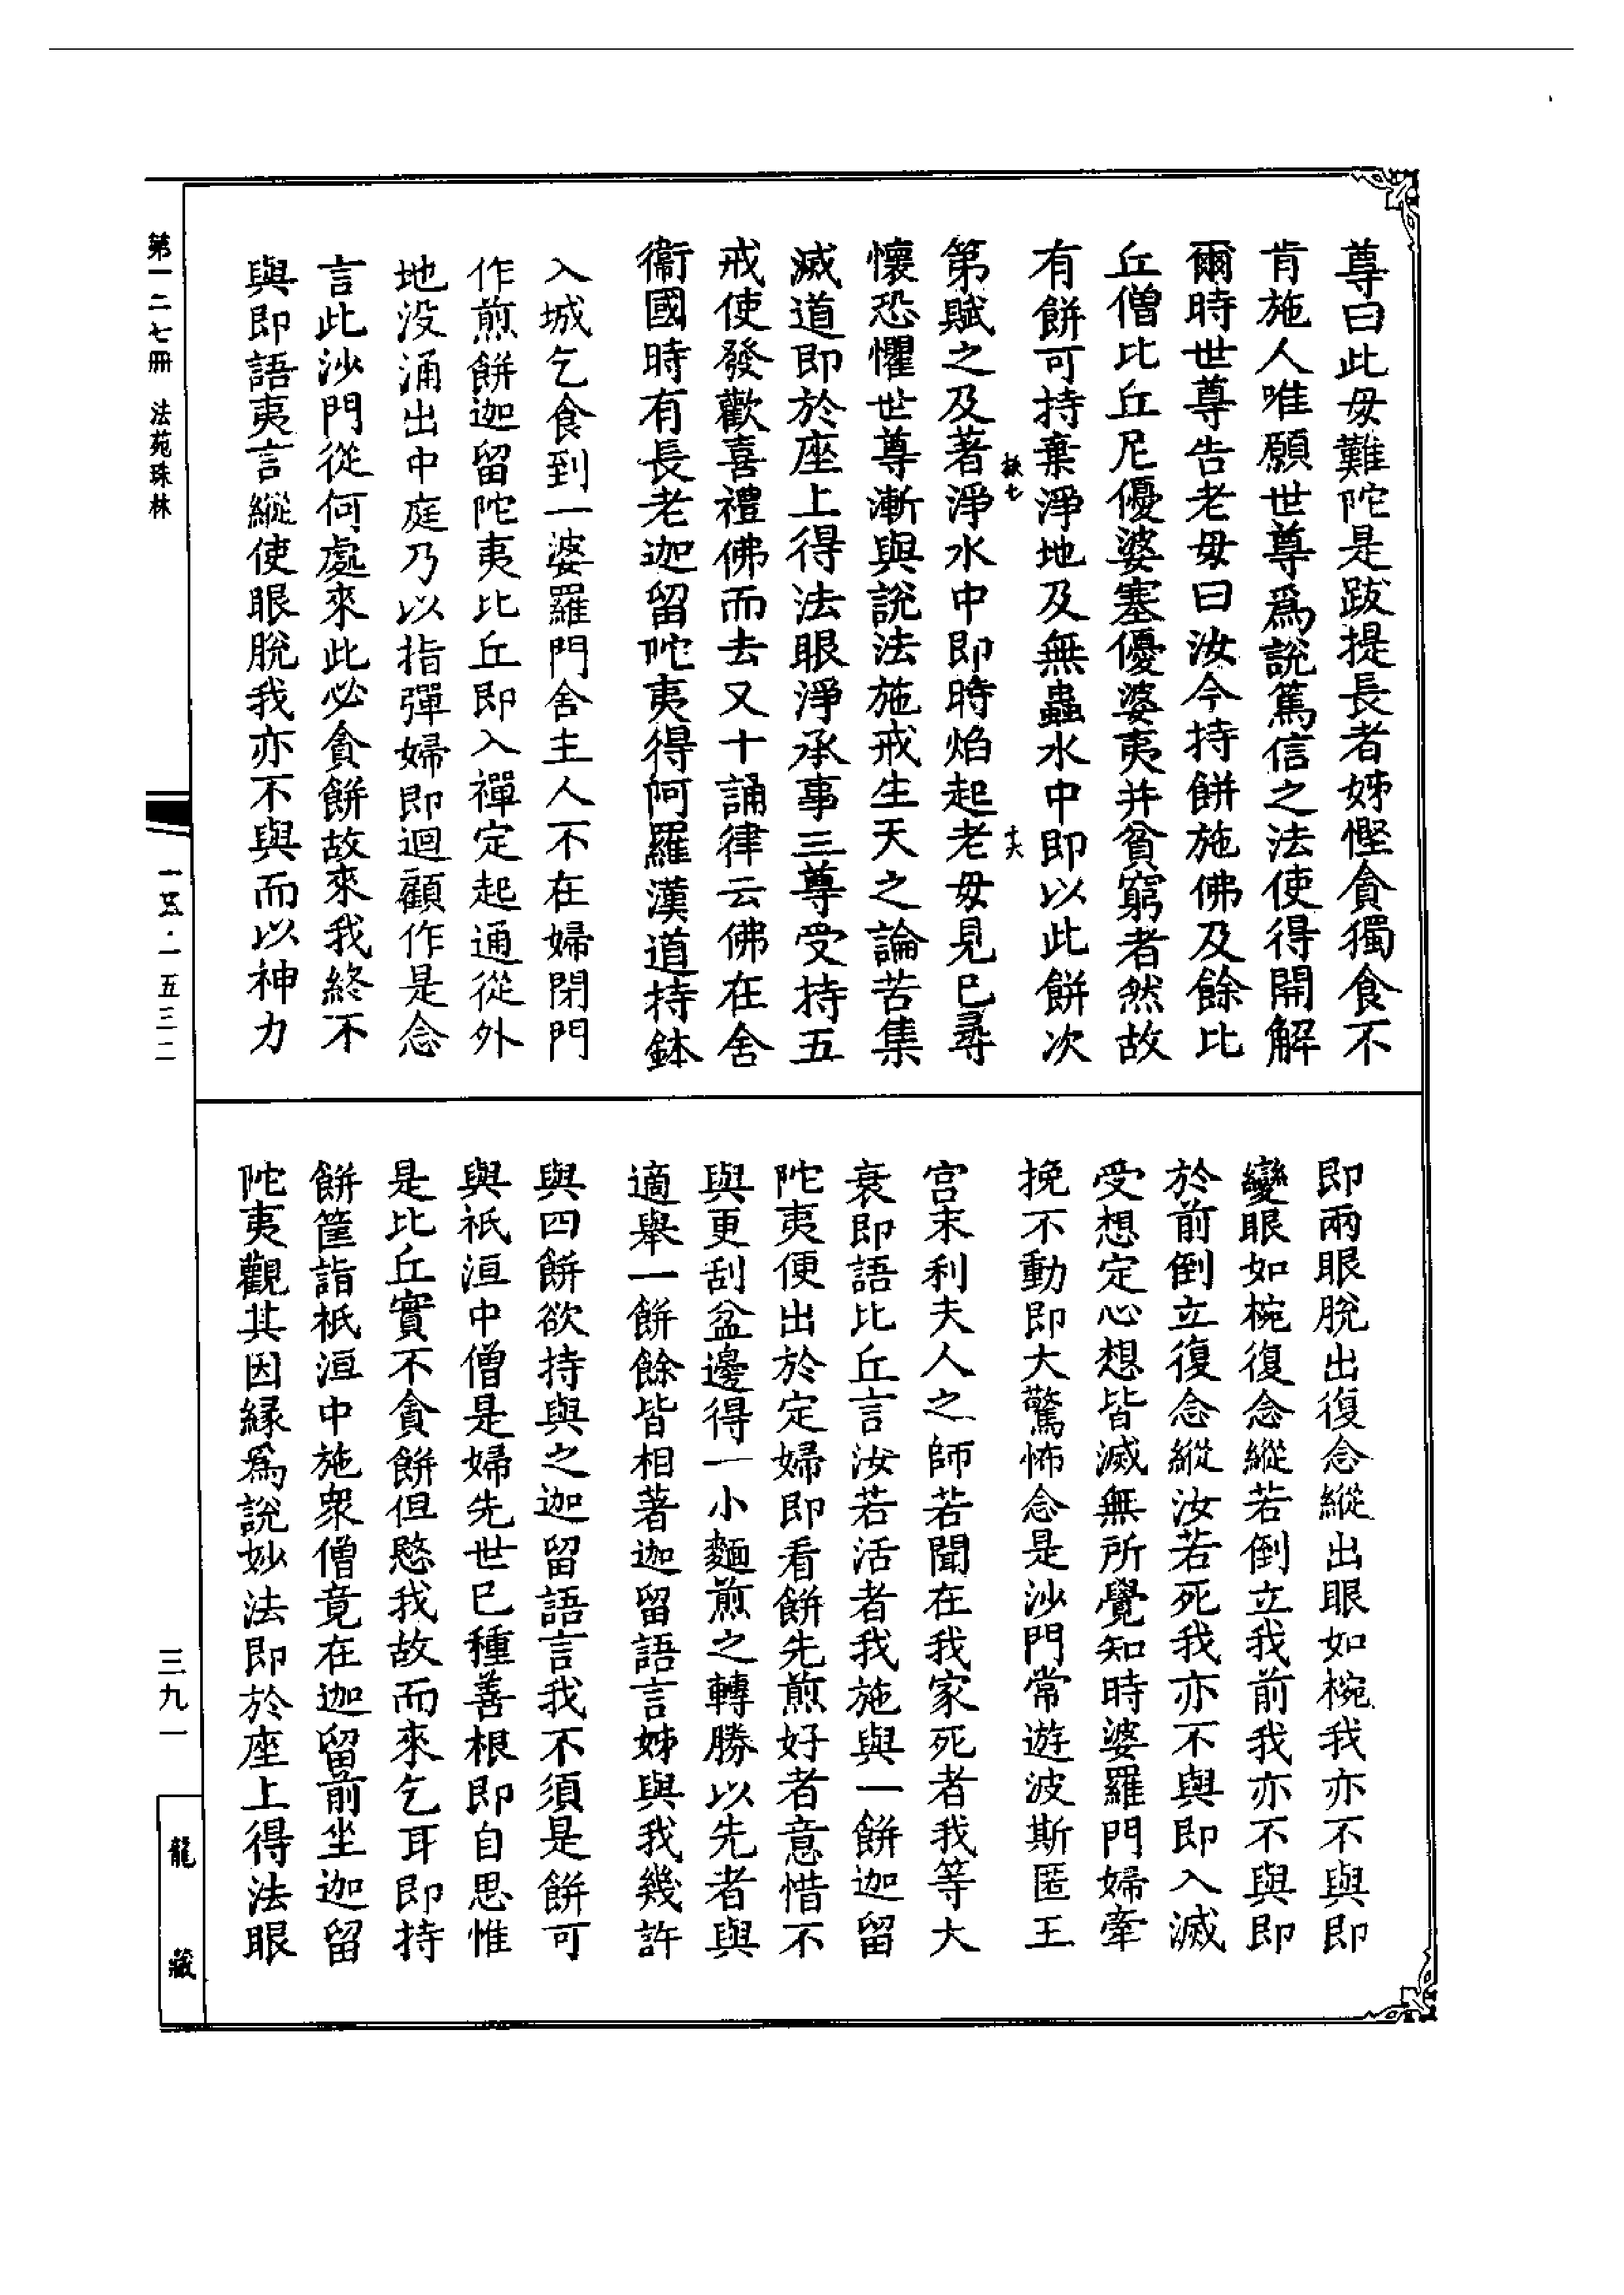 尊曰此母難陀是跋提長者姊慳貪獨食不
肯施人唯願世尊爲說篤信之法使得開解
爾時世尊告老母曰汝今持餅施佛及餘比
丘僧比丘尼優婆塞優婆夷并貧窮者然故
有餅可持棄淨地及無蟲水中即以此餅次
第賦之及著淨水中即時焰起老母見已尋
懷恐懼世尊漸與說法施戒生天之論苦集
滅道即於座上得法眼淨承事三尊受持五
戒使發歡喜禮佛而去又十誦律云佛在舍
衞國時有長老迦留陀夷得阿羅漢道持鉢
入城乞食到一婆羅門舍主人不在婦閉門
作煎餅迦留陀夷比丘即入禪定起通從外
地没涌出中庭乃以指彈婦即迴顧作是念
言此沙門從何處來此必貪餅故來我終不
與即語夷言縱使眼脫我亦不與而以神力
即兩眼脫出復念縱出眼如椀我亦不與即
變眼如椀復念縱若倒立我前我亦不與即
於前倒立復念縱汝若死我亦不與即入滅
受想定心想皆滅無所覺知時婆羅門婦牽
挽不動即大驚怖念是沙門常遊波斯匿王
宫末利夫人之師若聞在我家死者我等大
衰即語比丘言汝若活者我施與一餅迦留
陀夷便出於定婦即看餅先煎好者意惜不
與更刮盆邊得一小麵煎之轉勝以先者與
適舉一餅餘皆相著迦留語言姊與我幾許
與四餅欲持與之迦留語言我不須是餅可
與祇洹中僧是婦先世已種善根即自思惟
是比丘實不貪餅但愍我故而來乞耳即持
餅筐詣祇洹中施衆僧竟在迦留前坐迦留
陀夷觀其因緣爲說妙法即於座上得法眼
十六
第一二七冊 法苑珠林
三九一
龍藏